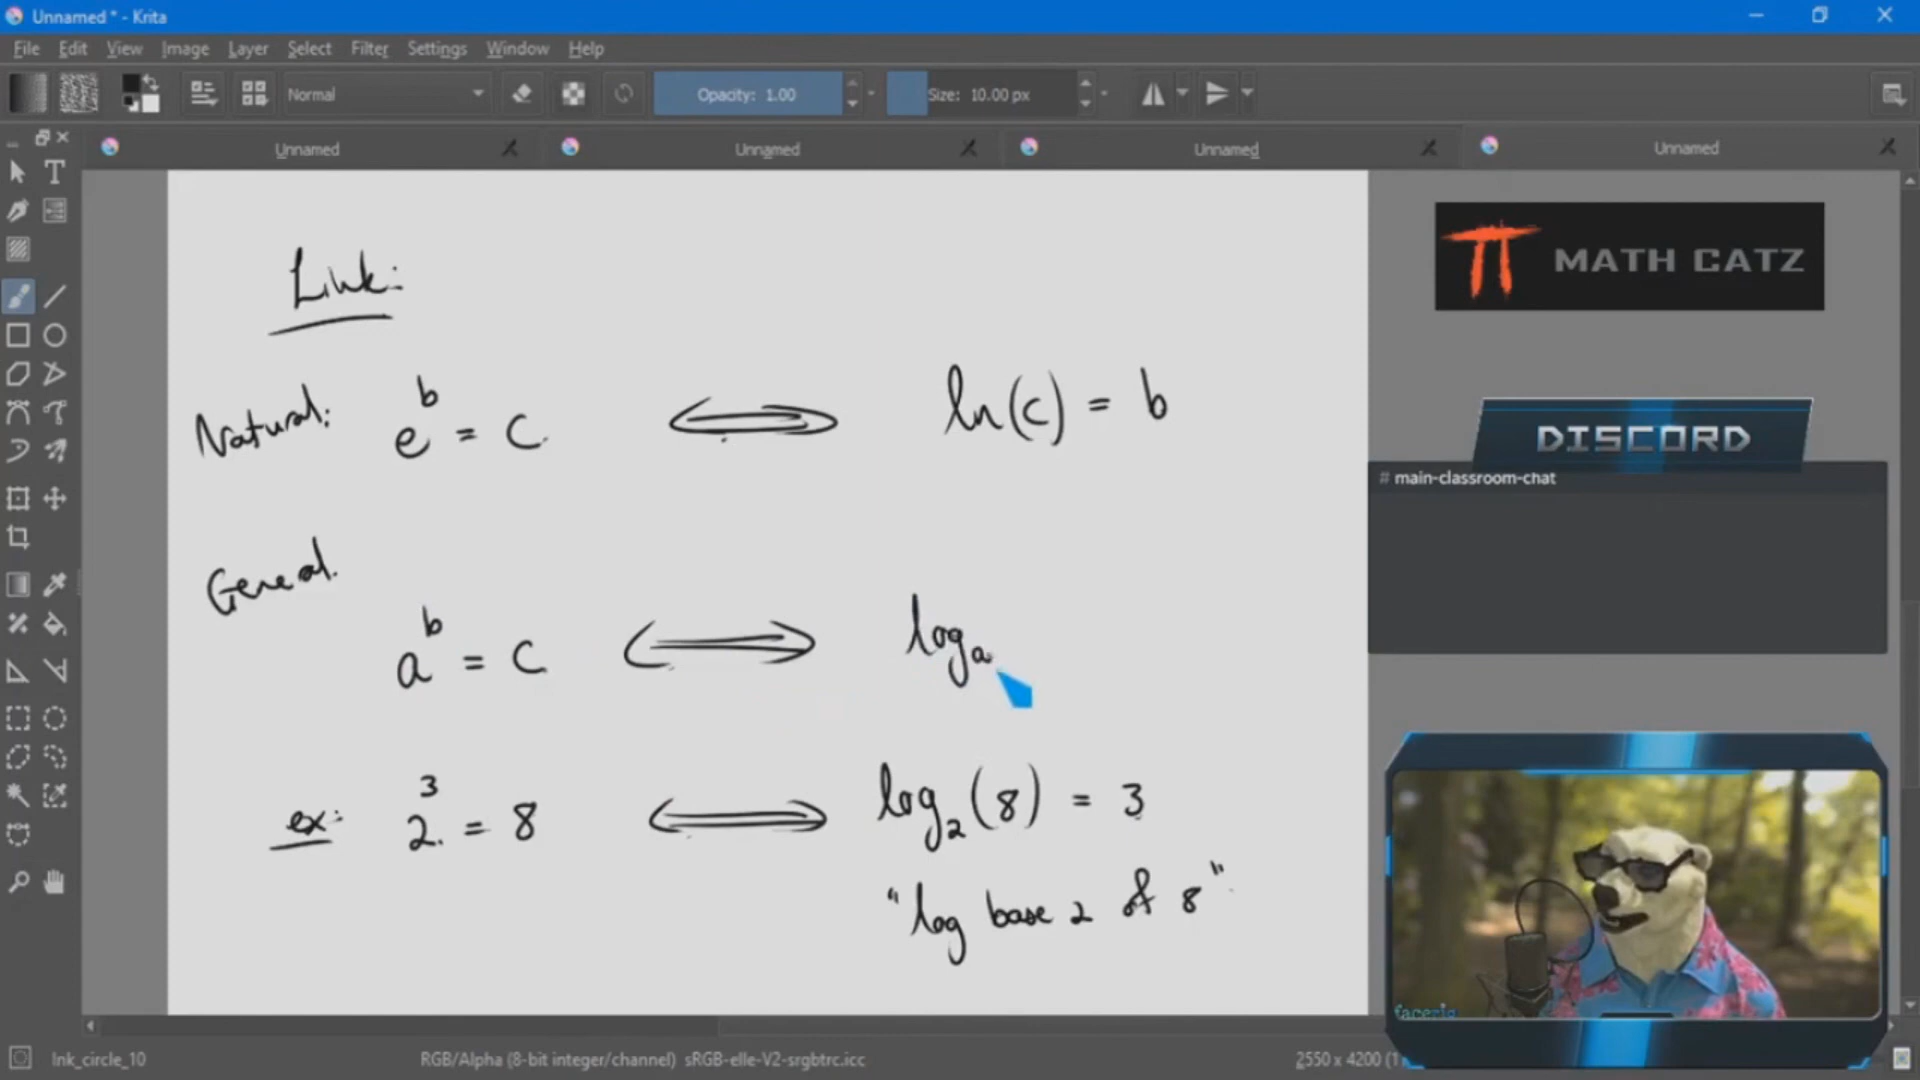 Unnamed * - Krita
File Edit View Image Layer Select Filter Settings Window Help
Normal Opacity: 1.00 Size: 10.00 px
Unnamed Unnamed Unnamed Unnamed
MATH CATZ
Link:
Natural: e^b = c ⟺ ln(c) = b
DISCORD
# main-classroom-chat
General:
a^b = c ⟺ log_a
ex: 2^3 = 8 ⟺ log_2(8) = 3
"log base 2 of 8"
facerig
Ink_circle_10 RGB/Alpha (8-bit integer/channel) sRGB-elle-V2-srgbtrc.icc 2550 x 4200 (1